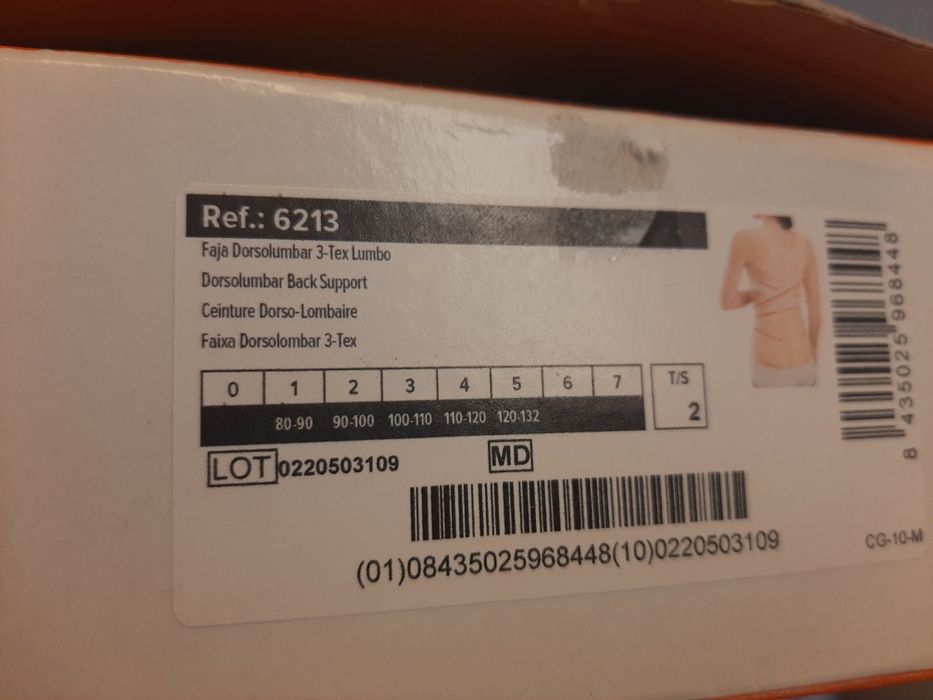 Ref.: 6213
Faja Dorsolumbar 3-Tex Lumbo
Dorsolumbar Back Support
Ceinture Dorso-Lombaire
Faixa Dorsolombar 3-Tex
0 1 2 3 4 5 6 7
80-90 90-100 100-110 110-120 120-132
T/S
2
LOT 0220503109
MD
(01)08435025968448(10)0220503109
8 435025 968448
CG-10-M